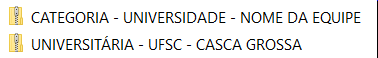 CATEGORIA - UNIVERSIDADE - NOME DA EQUIPE
UNIVERSITÁRIA - UFSC - CASCA GROSSA